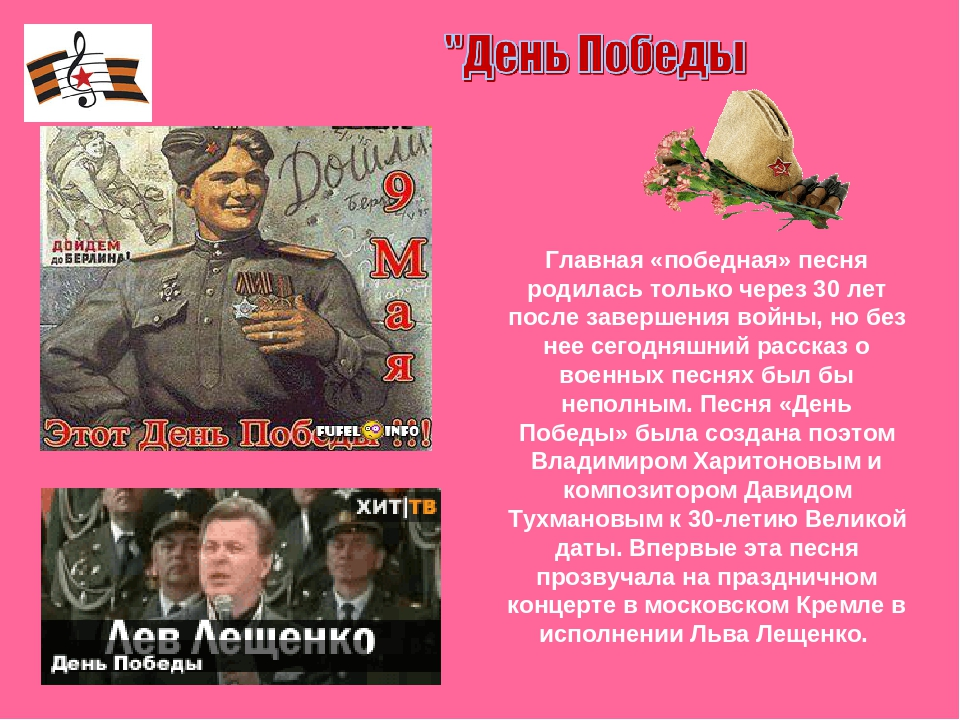 "День Победы
Дошли
9
М
а
я
ДОЙДЕМ
ДО БЕРЛИНА!
Этот День Победы !!!
FUFEL INFO
Главная «победная» песня
родилась только через 30 лет
после завершения войны, но без
нее сегодняшний рассказ о
военных песнях был бы
неполным. Песня «День
Победы» была создана поэтом
Владимиром Харитоновым и
композитором Давидом
Тухмановым к 30-летию Великой
даты. Впервые эта песня
прозвучала на праздничном
концерте в московском Кремле в
исполнении Льва Лещенко.
ХИТ|ТВ
Лев Лещенко
День Победы